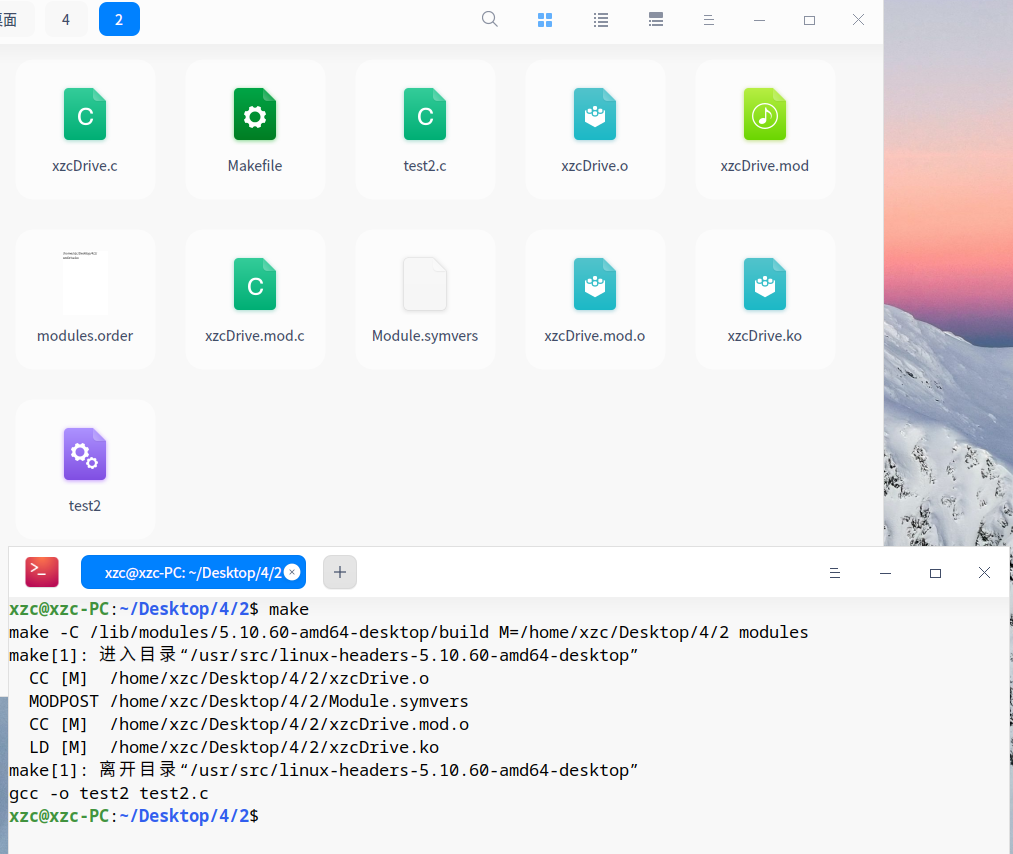 桌面 4 2
xzcDrive.c Makefile test2.c xzcDrive.o xzcDrive.mod
modules.order xzcDrive.mod.c Module.symvers xzcDrive.mod.o xzcDrive.ko
test2
xzc@xzc-PC: ~/Desktop/4/2
xzc@xzc-PC:~/Desktop/4/2$ make
make -C /lib/modules/5.10.60-amd64-desktop/build M=/home/xzc/Desktop/4/2 modules
make[1]: 进入目录“/usr/src/linux-headers-5.10.60-amd64-desktop”
  CC [M]  /home/xzc/Desktop/4/2/xzcDrive.o
  MODPOST /home/xzc/Desktop/4/2/Module.symvers
  CC [M]  /home/xzc/Desktop/4/2/xzcDrive.mod.o
  LD [M]  /home/xzc/Desktop/4/2/xzcDrive.ko
make[1]: 离开目录“/usr/src/linux-headers-5.10.60-amd64-desktop”
gcc -o test2 test2.c
xzc@xzc-PC:~/Desktop/4/2$